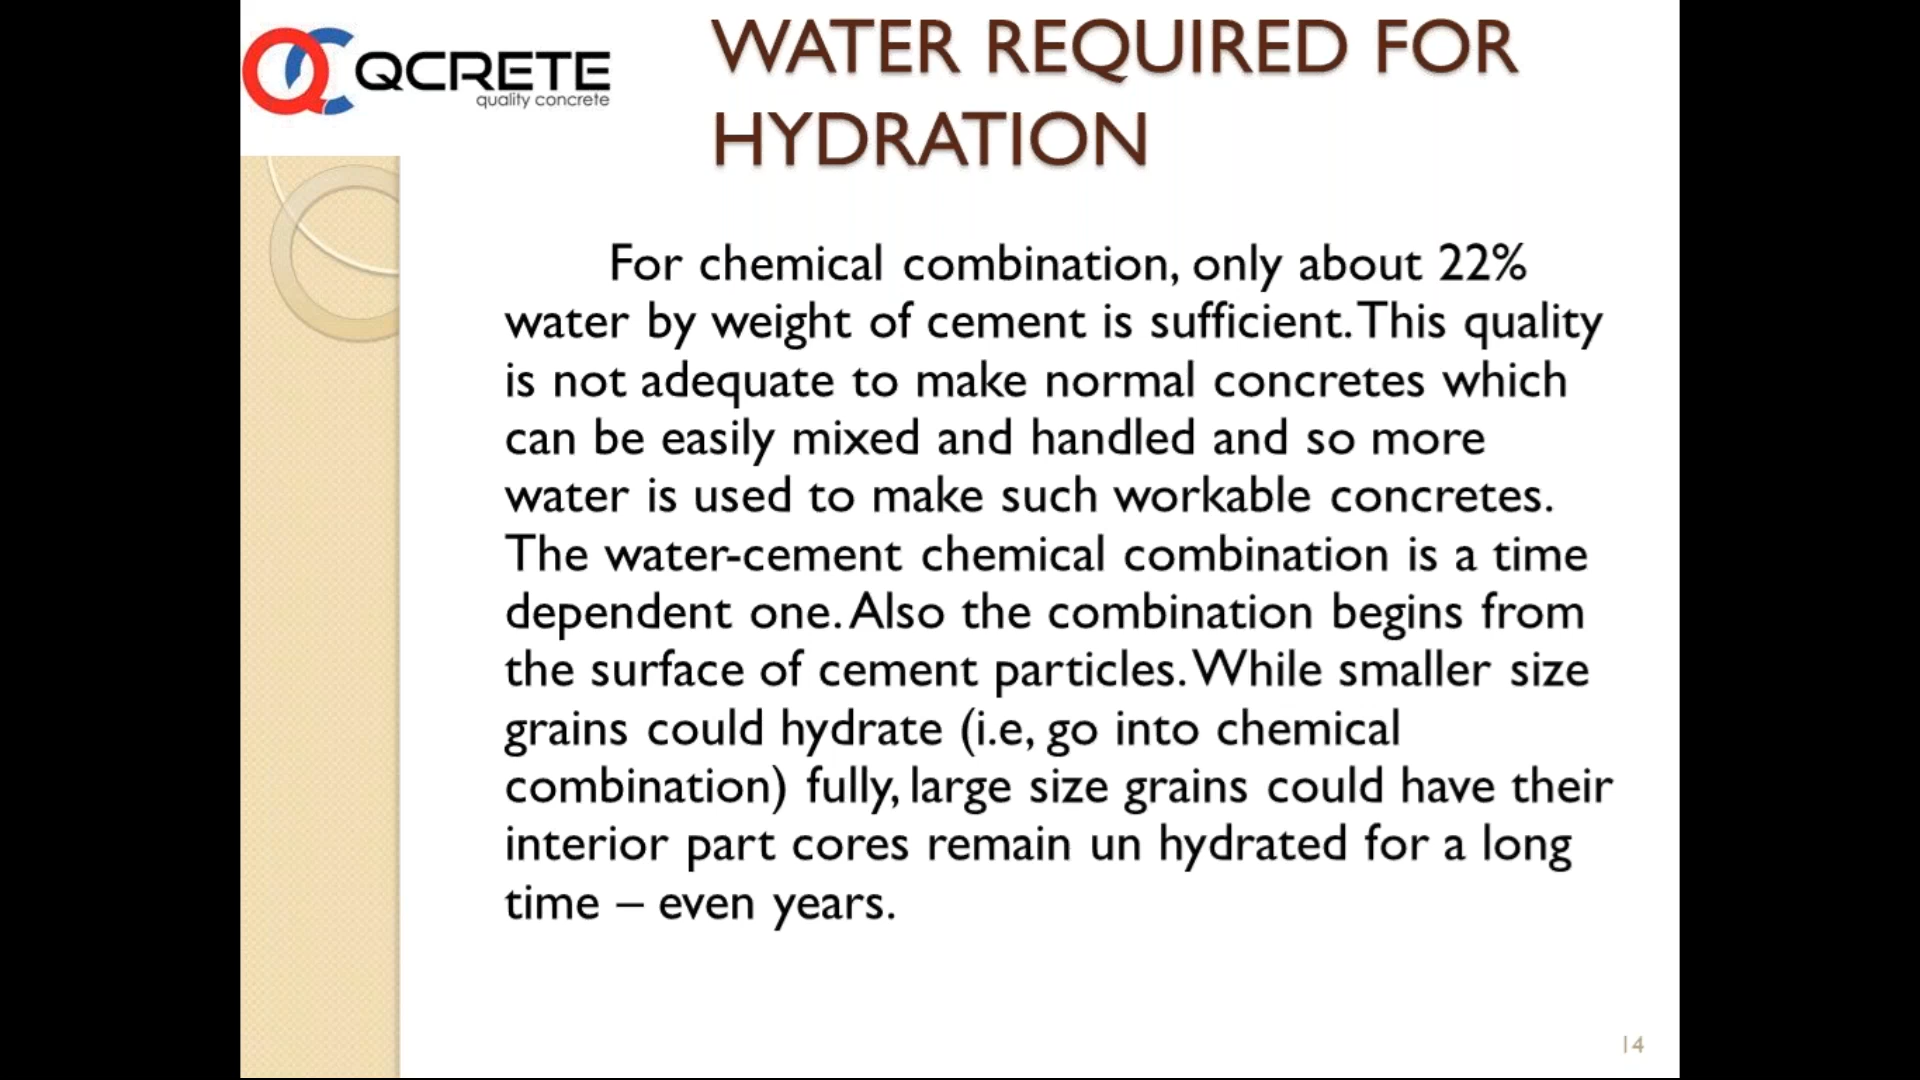 QCRETE
quality concrete
WATER REQUIRED FOR
HYDRATION
For chemical combination, only about 22%
water by weight of cement is sufficient. This quality
is not adequate to make normal concretes which
can be easily mixed and handled and so more
water is used to make such workable concretes.
The water-cement chemical combination is a time
dependent one. Also the combination begins from
the surface of cement particles. While smaller size
grains could hydrate (i.e, go into chemical
combination) fully, large size grains could have their
interior part cores remain un hydrated for a long
time – even years.
14